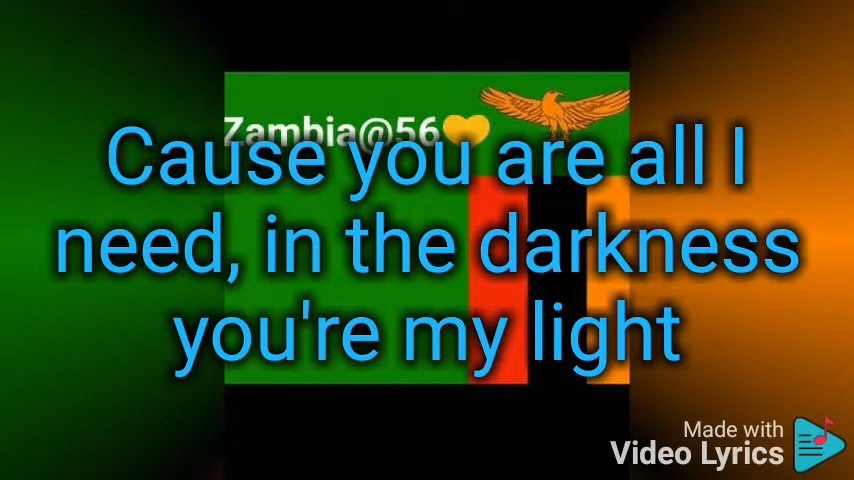 Zambia@56💛
Cause you are all I
need, in the darkness
you're my light
Made with
Video Lyrics